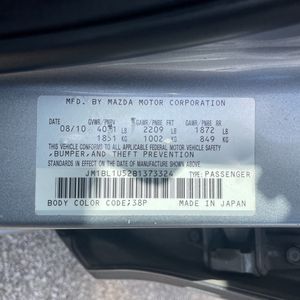 MFD. BY MAZDA MOTOR CORPORATION
GVWR/PNBV GAWR/PNBE FRT GAWR/PNBE RR
08/10 LB 2209 LB 1872 LB
1851 KG 1002 KG 849 KG
THIS VEHICLE CONFORMS TO ALL APPLICABLE FEDERAL MOTOR VEHICLE SAFETY
,BUMPER,AND THEFT PREVENTION
STANDARDS IN EFFECT ON THE DATE OF MANUFACTURE SHOWN ABOVE.
JM1BL1U52B1373324 TYPE:PASSENGER
BODY COLOR CODE:38P MADE IN JAPAN